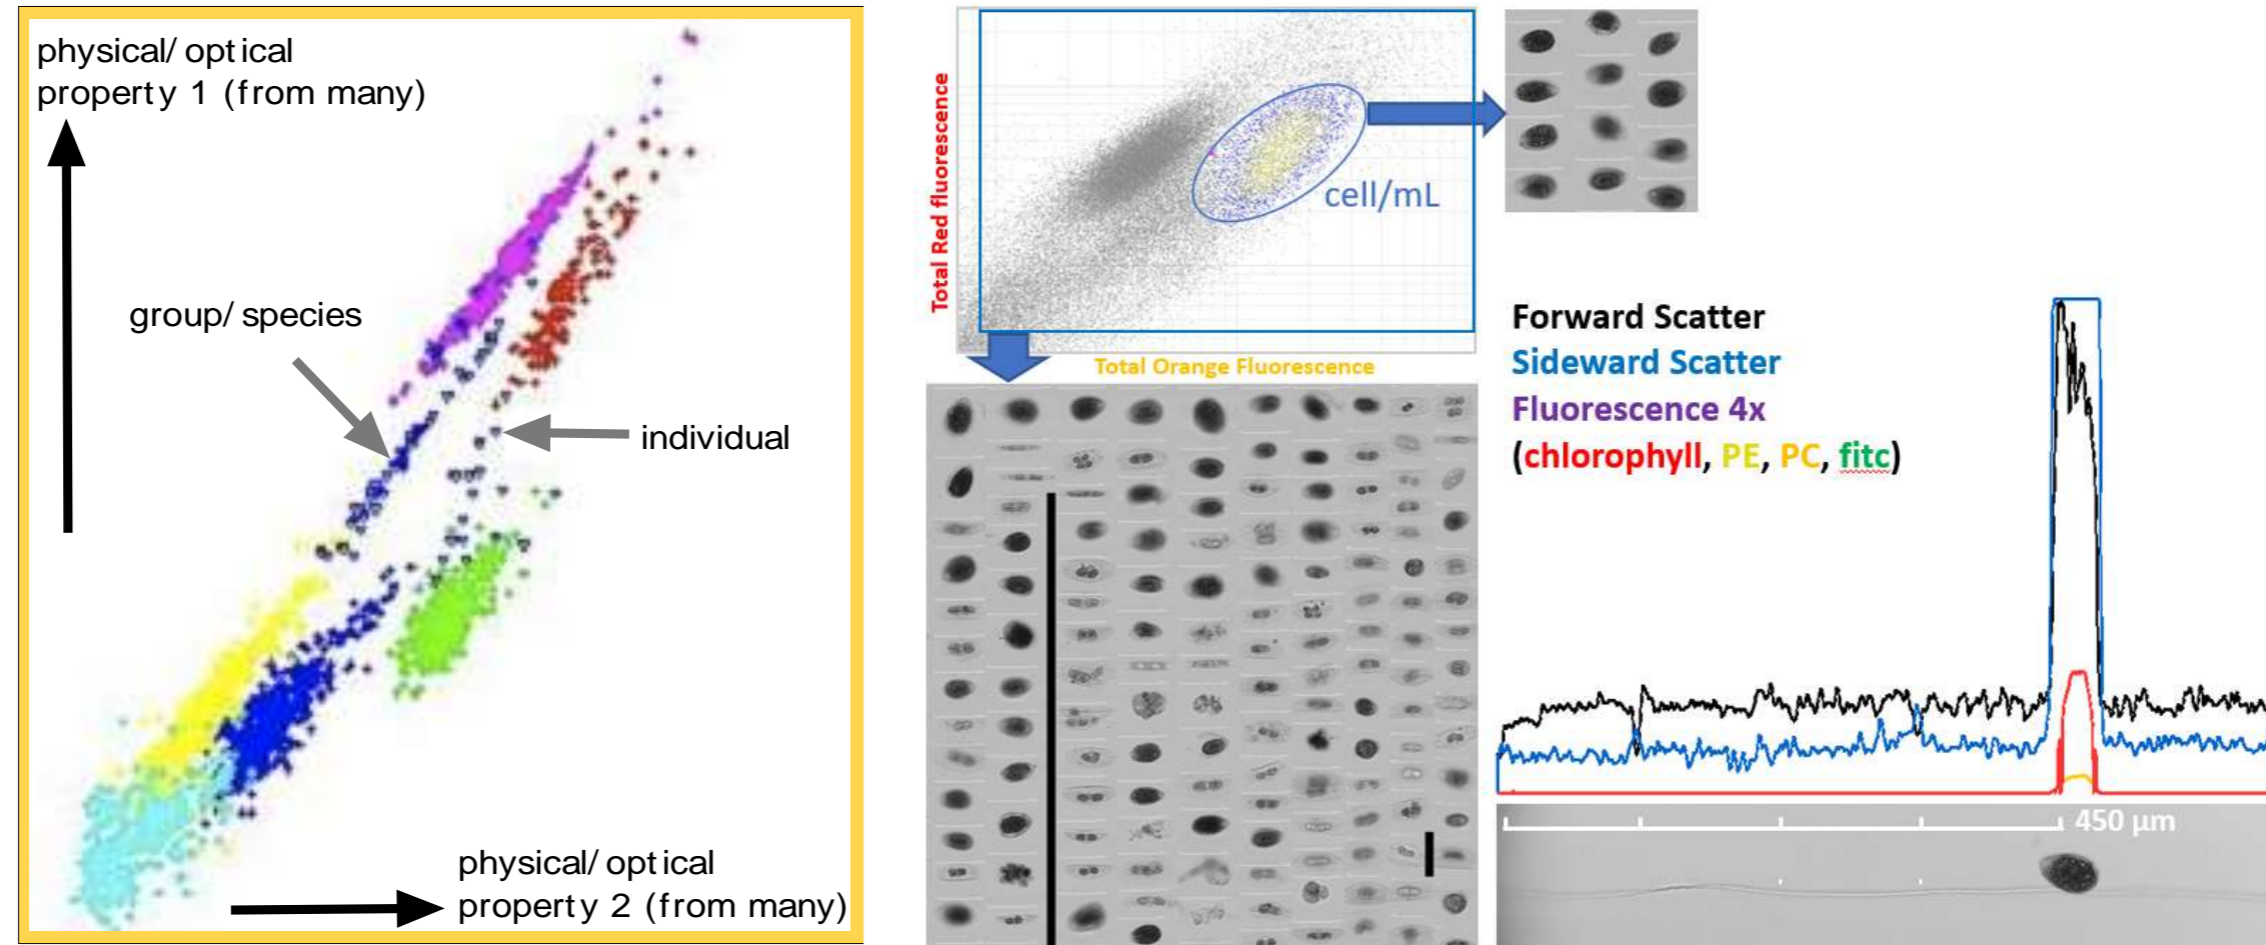 physical/ optical
property 1 (from many)
group/ species
individual
physical/ optical
property 2 (from many)
Total Red fluorescence
cell/mL
Total Orange Fluorescence
Forward Scatter
Sideward Scatter
Fluorescence 4x
(chlorophyll, PE, PC, fitc)
450 µm